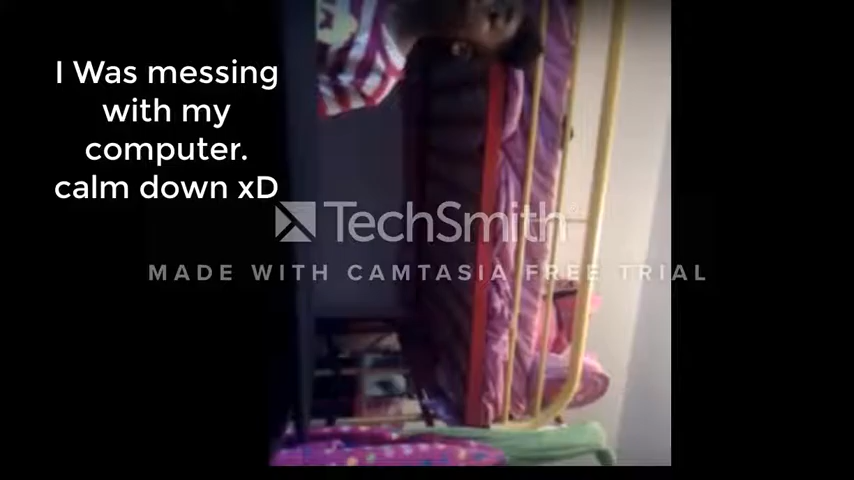 I Was messing
with my
computer.
calm down xD
TechSmith
MADE WITH CAMTASIA FREE TRIAL